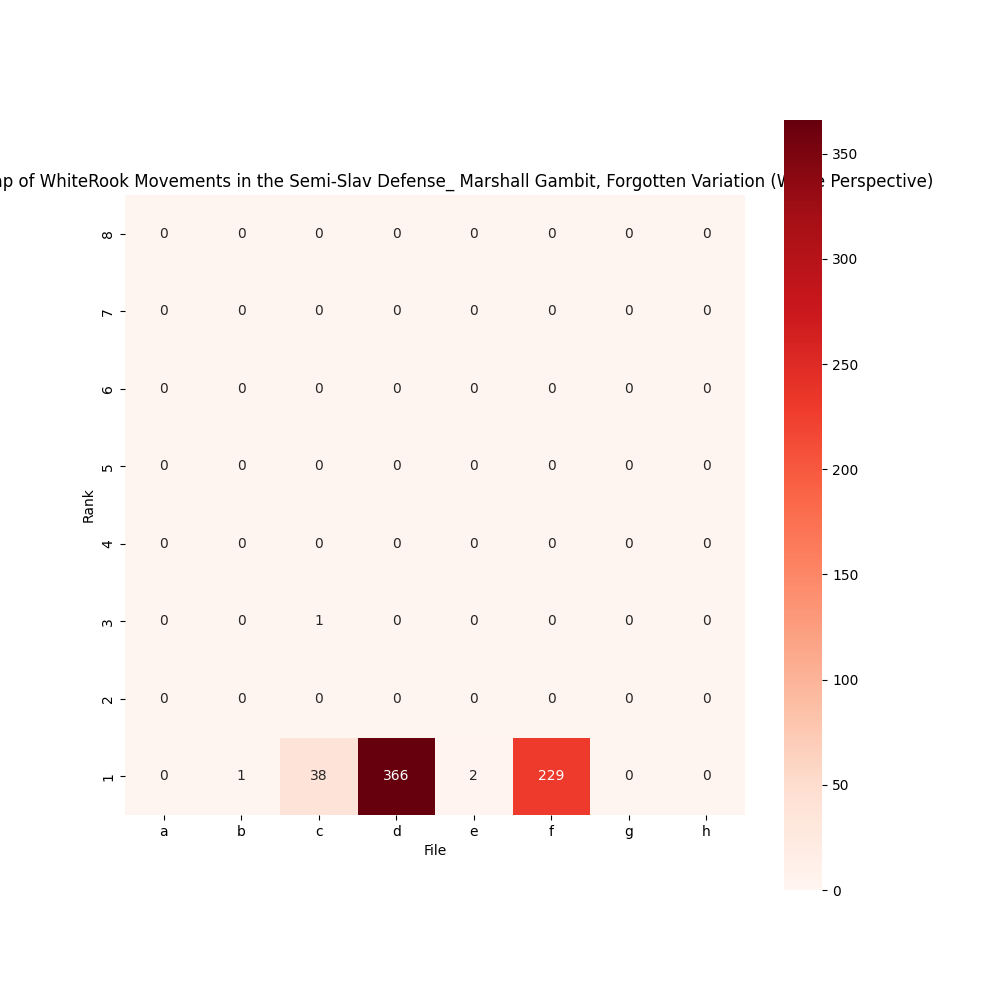 of WhiteRook Movements in the Semi-Slav Defense_ Marshall Gambit, Forgotten Variation ( Perspective)
8 0 0 0 0 0 0 0 0
7 0 0 0 0 0 0 0 0
6 0 0 0 0 0 0 0 0
5 0 0 0 0 0 0 0 0
4 0 0 0 0 0 0 0 0
3 0 0 1 0 0 0 0 0
2 0 0 0 0 0 0 0 0
1 0 1 38 366 2 229 0 0
a b c d e f g h
File
Rank
350
300
250
200
150
100
50
0